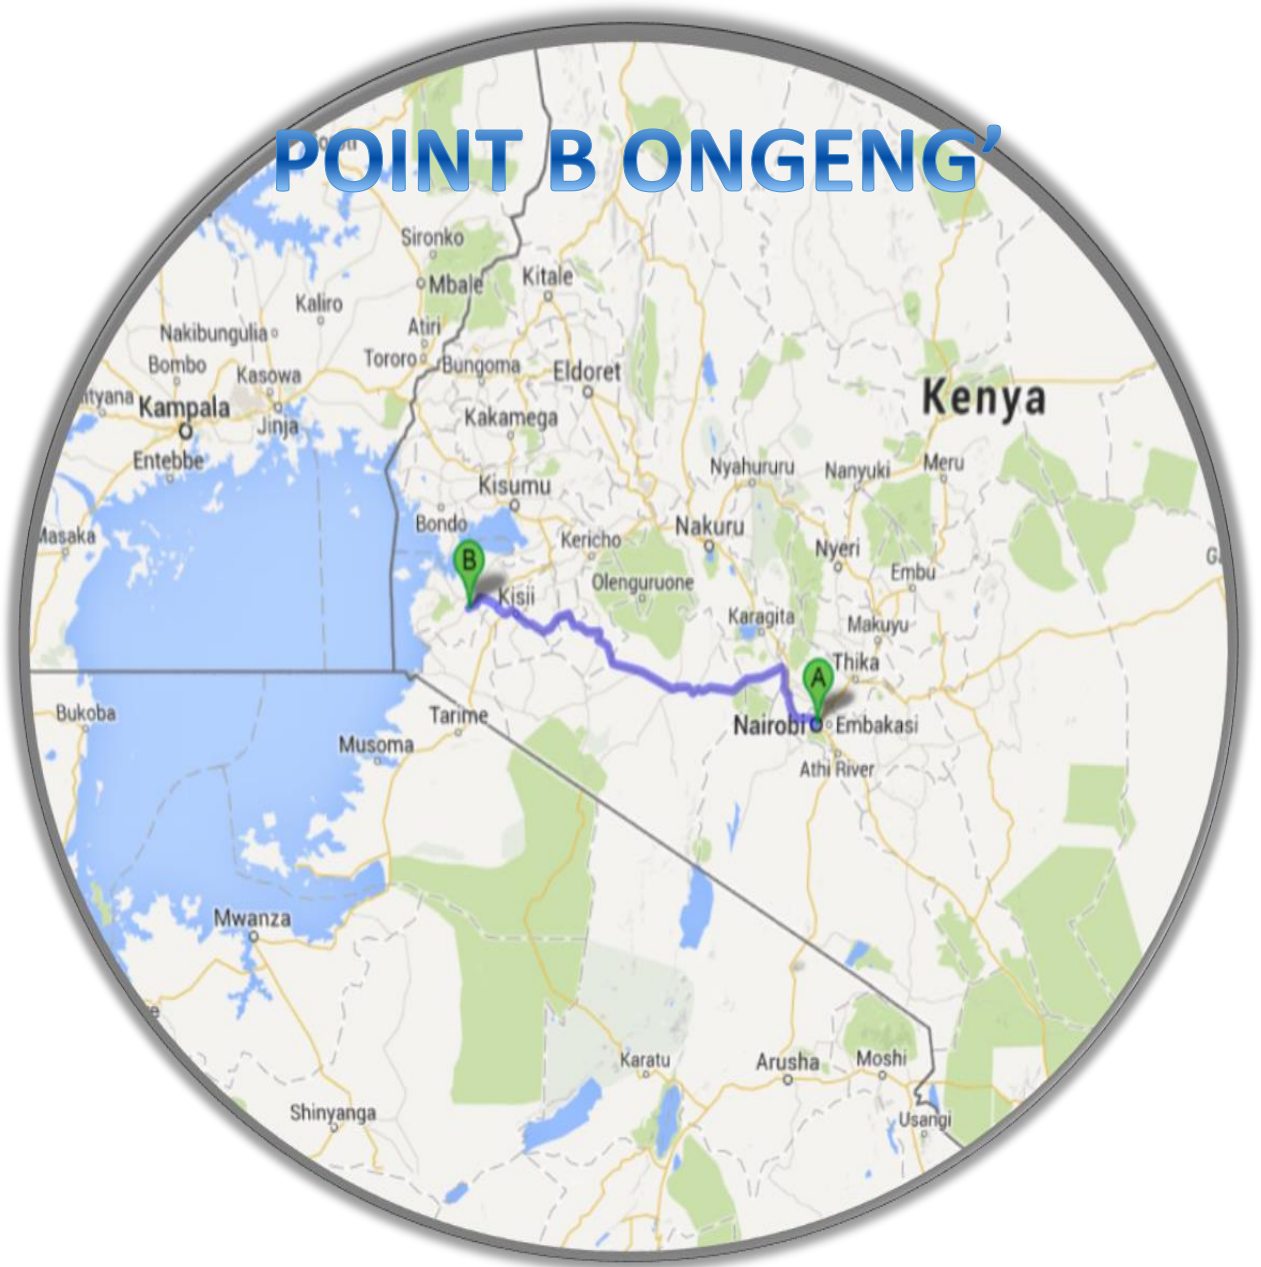 POINT B ONGENG'
Sironko
Mbale
Kitale
Kaliro
Nakibungulia
Atiri
Tororo
Bungoma
Bombo
Kasowa
Eldoret
Kampala
Jinja
Kakamega
Kenya
Entebbe
Kisumu
Nyahururu
Nanyuki
Meru
Bondo
Nakuru
Masaka
Kericho
Nyeri
B
Olenguruone
Embu
Kisii
Karagita
Makuyu
A
Thika
Bukoba
Tarime
Nairobi
Embakasi
Musoma
Athi River
Mwanza
Karatu
Arusha
Moshi
Shinyanga
Usangi